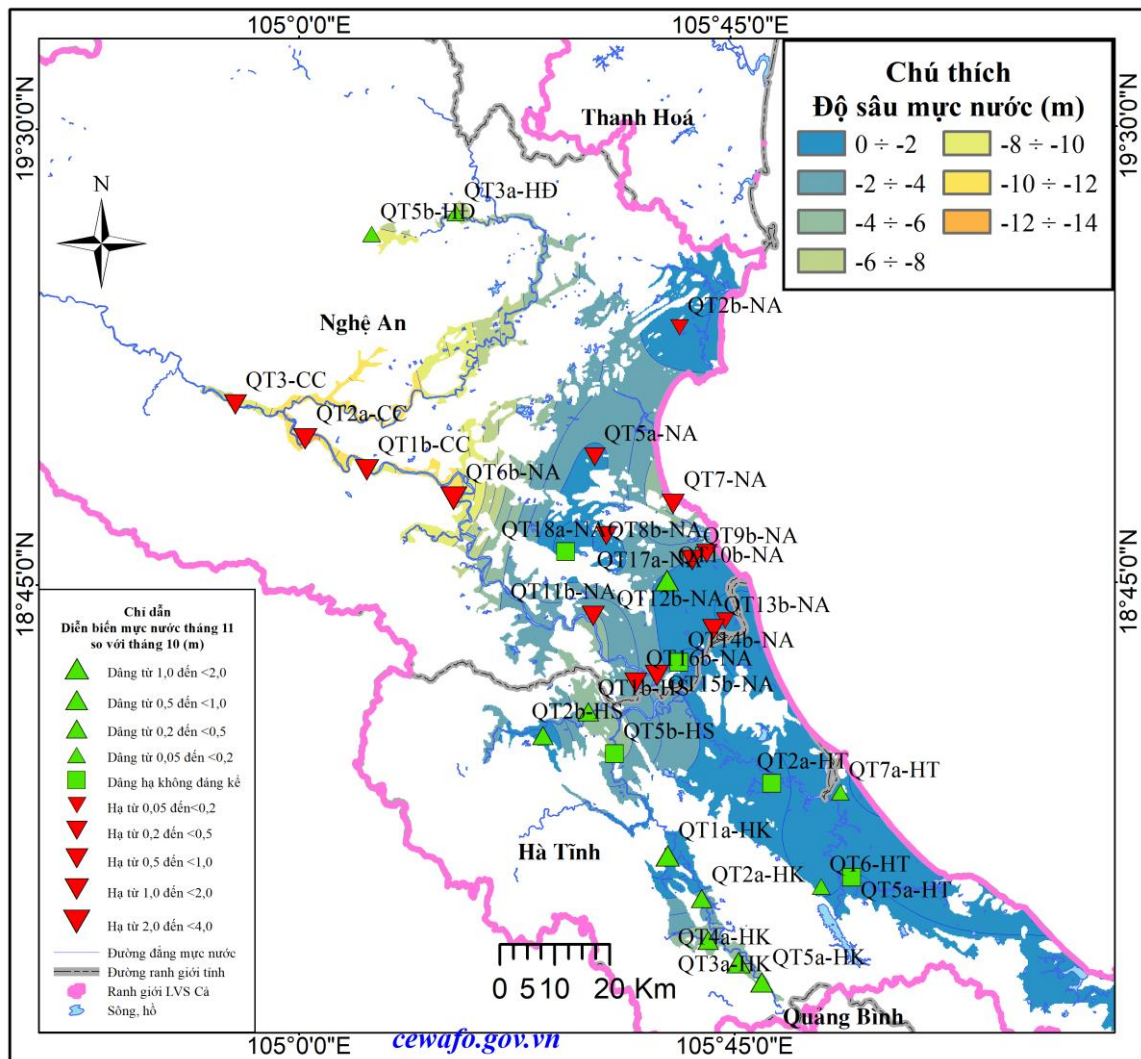 105°0'0"E
105°45'0"E
19°30'0"N
19°30'0"N
Chú thích
Độ sâu mực nước (m)
0 ÷ -2
-8 ÷ -10
-2 ÷ -4
-10 ÷ -12
-4 ÷ -6
-12 ÷ -14
-6 ÷ -8
Thanh Hoá
N
QT3a-HĐ
QT5b-HĐ
Nghệ An
QT2b-NA
QT3-CC
QT2a-CC
QT1b-CC
QT6b-NA
QT5a-NA
QT7-NA
QT18a-NA
QT8b-NA
QT9b-NA
QT10b-NA
QT17a-NA
QT11b-NA
QT12b-NA
QT13b-NA
QT14b-NA
QT16b-NA
QT15b-NA
QT1b-HS
QT2b-HS
QT5b-HS
QT2a-HT
QT7a-HT
18°45'0"N
18°45'0"N
Hà Tĩnh
QT1a-HK
QT2a-HK
QT6-HT
QT5a-HT
QT4a-HK
QT3a-HK
QT5a-HK
Quảng Bình
Chỉ dẫn
Diễn biến mực nước tháng 11
so với tháng 10 (m)
Dâng từ 1,0 đến <2,0
Dâng từ 0,5 đến <1,0
Dâng từ 0,2 đến <0,5
Dâng từ 0,05 đến <0,2
Dâng hạ không đáng kể
Hạ từ 0,05 đến<0,2
Hạ từ 0,2 đến <0,5
Hạ từ 0,5 đến <1,0
Hạ từ 1,0 đến <2,0
Hạ từ 2,0 đến <4,0
Đường đẳng mực nước
Đường ranh giới tỉnh
Ranh giới LVS Cả
Sông, hồ
0 5 10 20 Km
cewafo.gov.vn
105°0'0"E
105°45'0"E